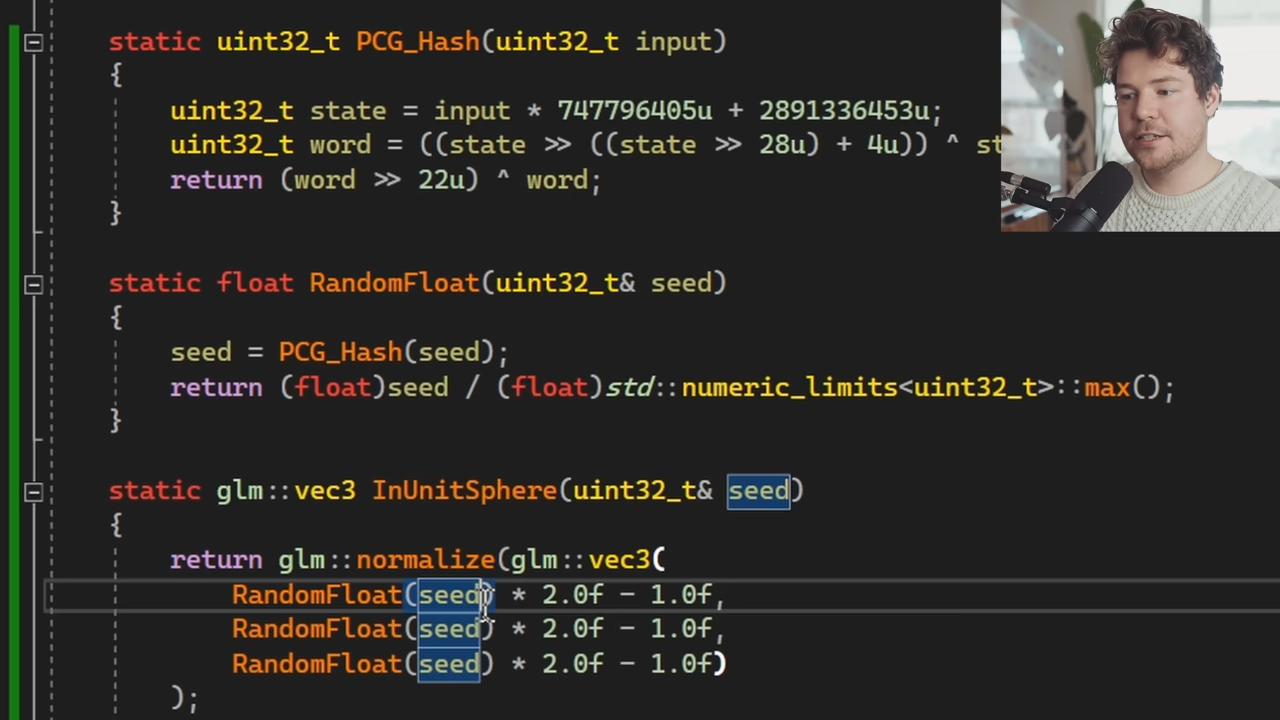 static uint32_t PCG_Hash(uint32_t input)
{
uint32_t state = input * 747796405u + 2891336453u;
uint32_t word = ((state >> ((state >> 28u) + 4u)) ^ st
return (word >> 22u) ^ word;
}
static float RandomFloat(uint32_t& seed)
{
seed = PCG_Hash(seed);
return (float)seed / (float)std::numeric_limits<uint32_t>::max();
}
static glm::vec3 InUnitSphere(uint32_t& seed)
{
return glm::normalize(glm::vec3(
RandomFloat(seed) * 2.0f - 1.0f,
RandomFloat(seed) * 2.0f - 1.0f,
RandomFloat(seed) * 2.0f - 1.0f)
);